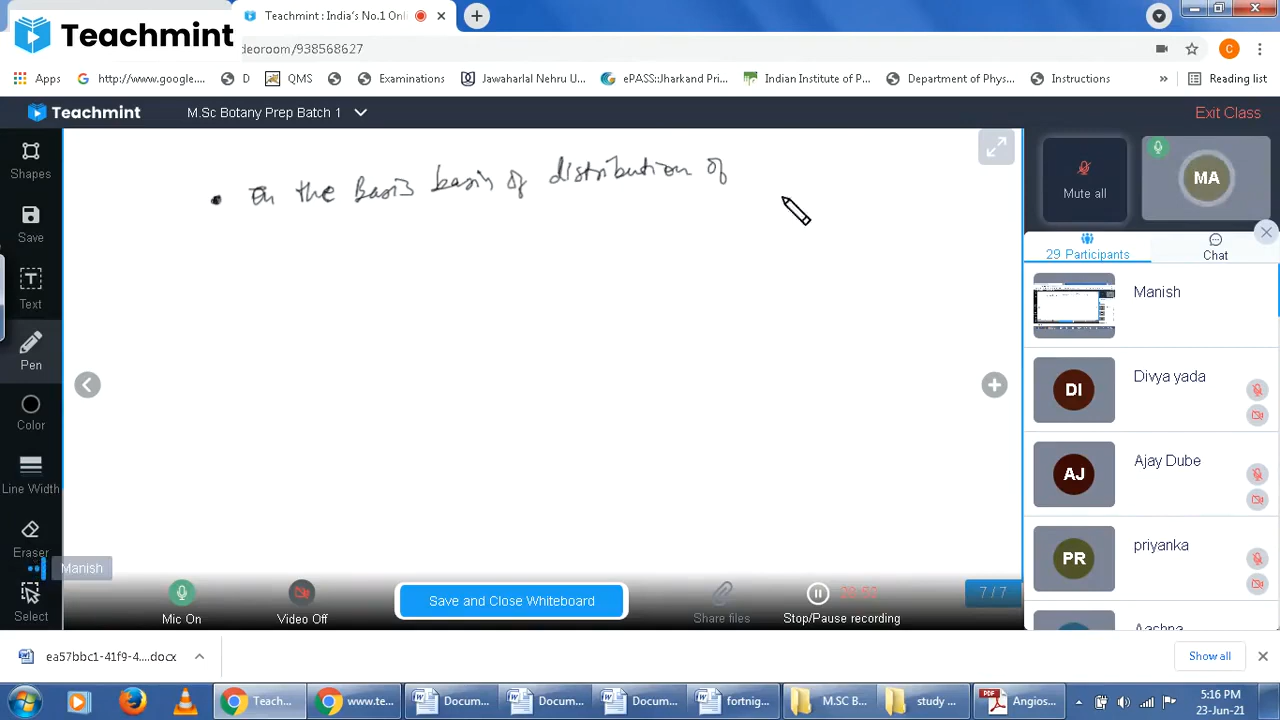 Teachmint : India's No.1 Onli
Teachmint
deoroom/938568627
Apps
http://www.google....
D
QMS
Examinations
Jawaharlal Nehru U...
ePASS::Jharkand Pri...
Indian Institute of P...
Department of Phys...
Instructions
»
Reading list
Teachmint
M.Sc Botany Prep Batch 1
Exit Class
Shapes
Save
Text
Pen
Color
Line Width
Eraser
Select
• On the Basis basis of distribution of
Mute all
MA
29 Participants
Chat
Manish
DI
Divya yada
AJ
Ajay Dube
PR
priyanka
Aashna
Manish
Mic On
Video Off
Save and Close Whiteboard
Share files
Stop/Pause recording
7 / 7
ea57bbc1-41f9-4....docx
Show all
Teach...
www.te...
Docum...
Docum...
Docum...
fortnig...
M.SC B...
study ...
Angios...
5:16 PM
23-Jun-21